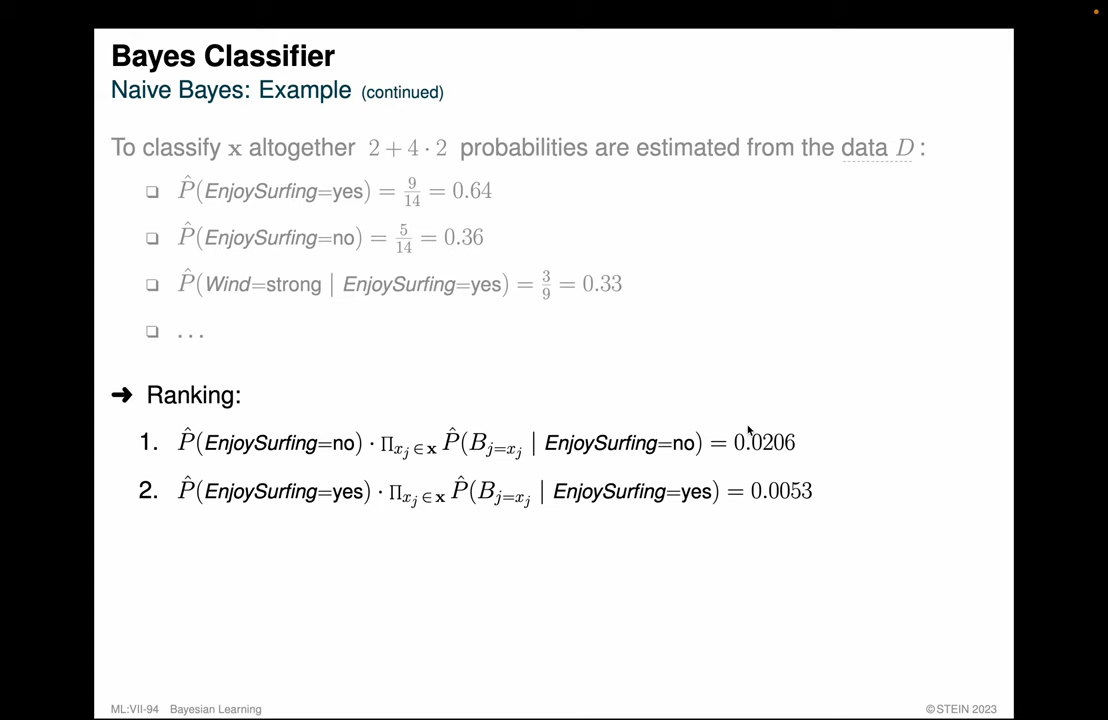 Bayes Classifier
Naive Bayes: Example (continued)
To classify x altogether 2 + 4 · 2 probabilities are estimated from the data D :
❑ P̂(EnjoySurfing=yes) = 9/14 = 0.64
❑ P̂(EnjoySurfing=no) = 5/14 = 0.36
❑ P̂(Wind=strong | EnjoySurfing=yes) = 3/9 = 0.33
❑ . . .
➜ Ranking:
1. P̂(EnjoySurfing=no) · ∏_{x_j ∈ x} P̂(B_{j=x_j} | EnjoySurfing=no) = 0.0206
2. P̂(EnjoySurfing=yes) · ∏_{x_j ∈ x} P̂(B_{j=x_j} | EnjoySurfing=yes) = 0.0053
ML:VII-94 Bayesian Learning © STEIN 2023